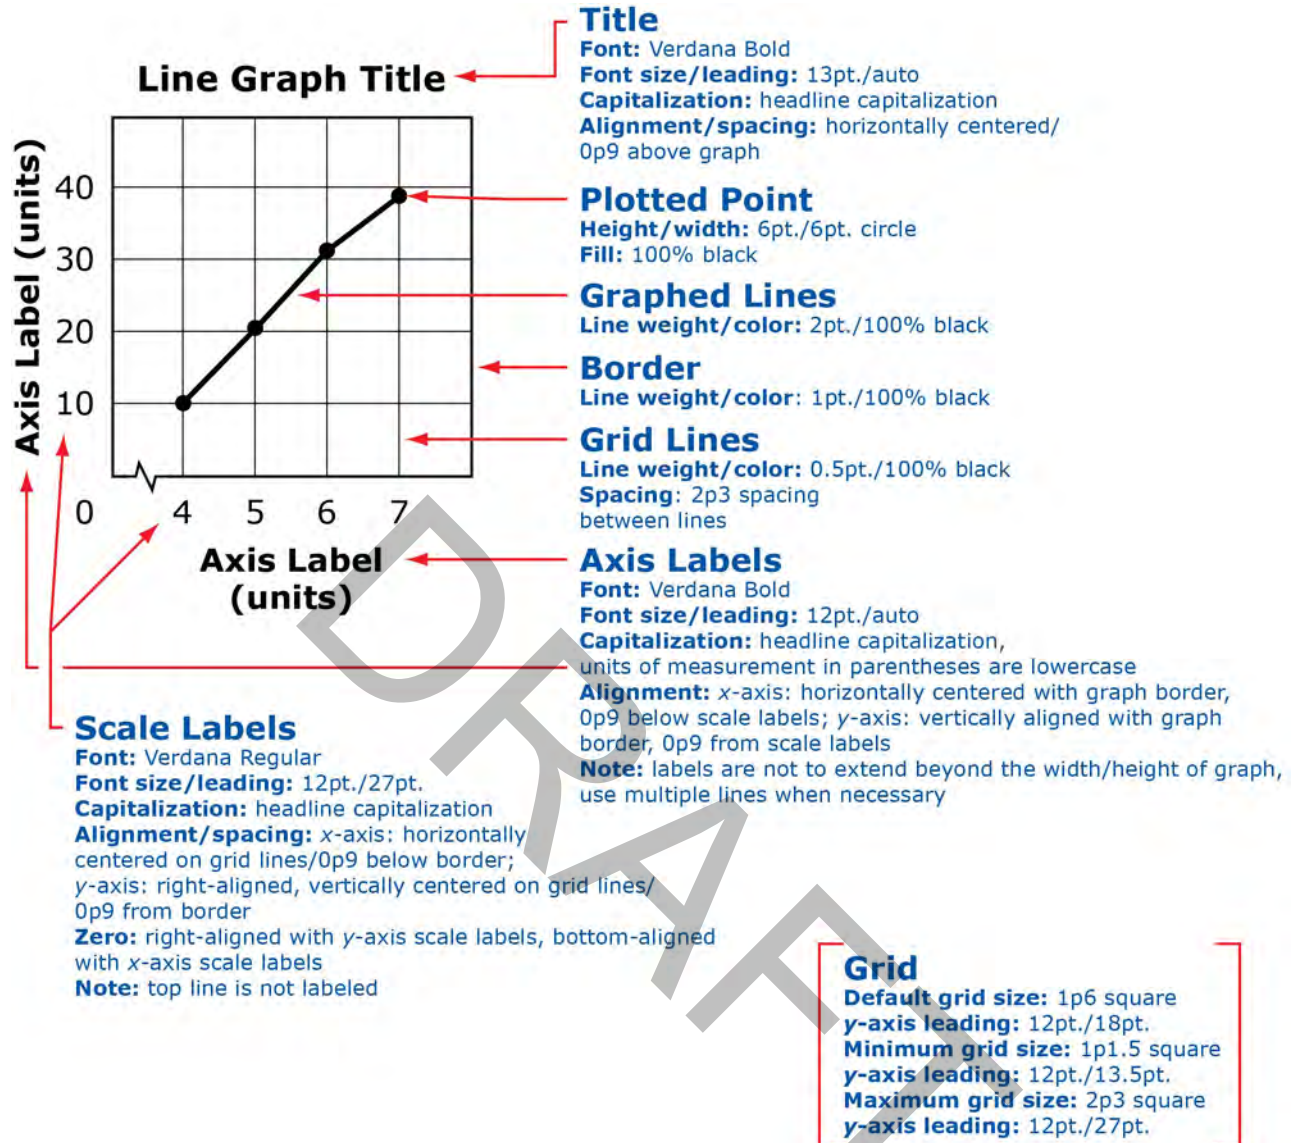 Line Graph Title
Axis Label (units)
40
30
20
10
0
4 5 6 7
Axis Label
(units)
Title
Font: Verdana Bold
Font size/leading: 13pt./auto
Capitalization: headline capitalization
Alignment/spacing: horizontally centered/
0p9 above graph
Plotted Point
Height/width: 6pt./6pt. circle
Fill: 100% black
Graphed Lines
Line weight/color: 2pt./100% black
Border
Line weight/color: 1pt./100% black
Grid Lines
Line weight/color: 0.5pt./100% black
Spacing: 2p3 spacing
between lines
Axis Labels
Font: Verdana Bold
Font size/leading: 12pt./auto
Capitalization: headline capitalization,
units of measurement in parentheses are lowercase
Alignment: x-axis: horizontally centered with graph border,
0p9 below scale labels; y-axis: vertically aligned with graph
border, 0p9 from scale labels
Note: labels are not to extend beyond the width/height of graph,
use multiple lines when necessary
Scale Labels
Font: Verdana Regular
Font size/leading: 12pt./27pt.
Capitalization: headline capitalization
Alignment/spacing: x-axis: horizontally
centered on grid lines/0p9 below border;
y-axis: right-aligned, vertically centered on grid lines/
0p9 from border
Zero: right-aligned with y-axis scale labels, bottom-aligned
with x-axis scale labels
Note: top line is not labeled
Grid
Default grid size: 1p6 square
y-axis leading: 12pt./18pt.
Minimum grid size: 1p1.5 square
y-axis leading: 12pt./13.5pt.
Maximum grid size: 2p3 square
y-axis leading: 12pt./27pt.
DRAFT